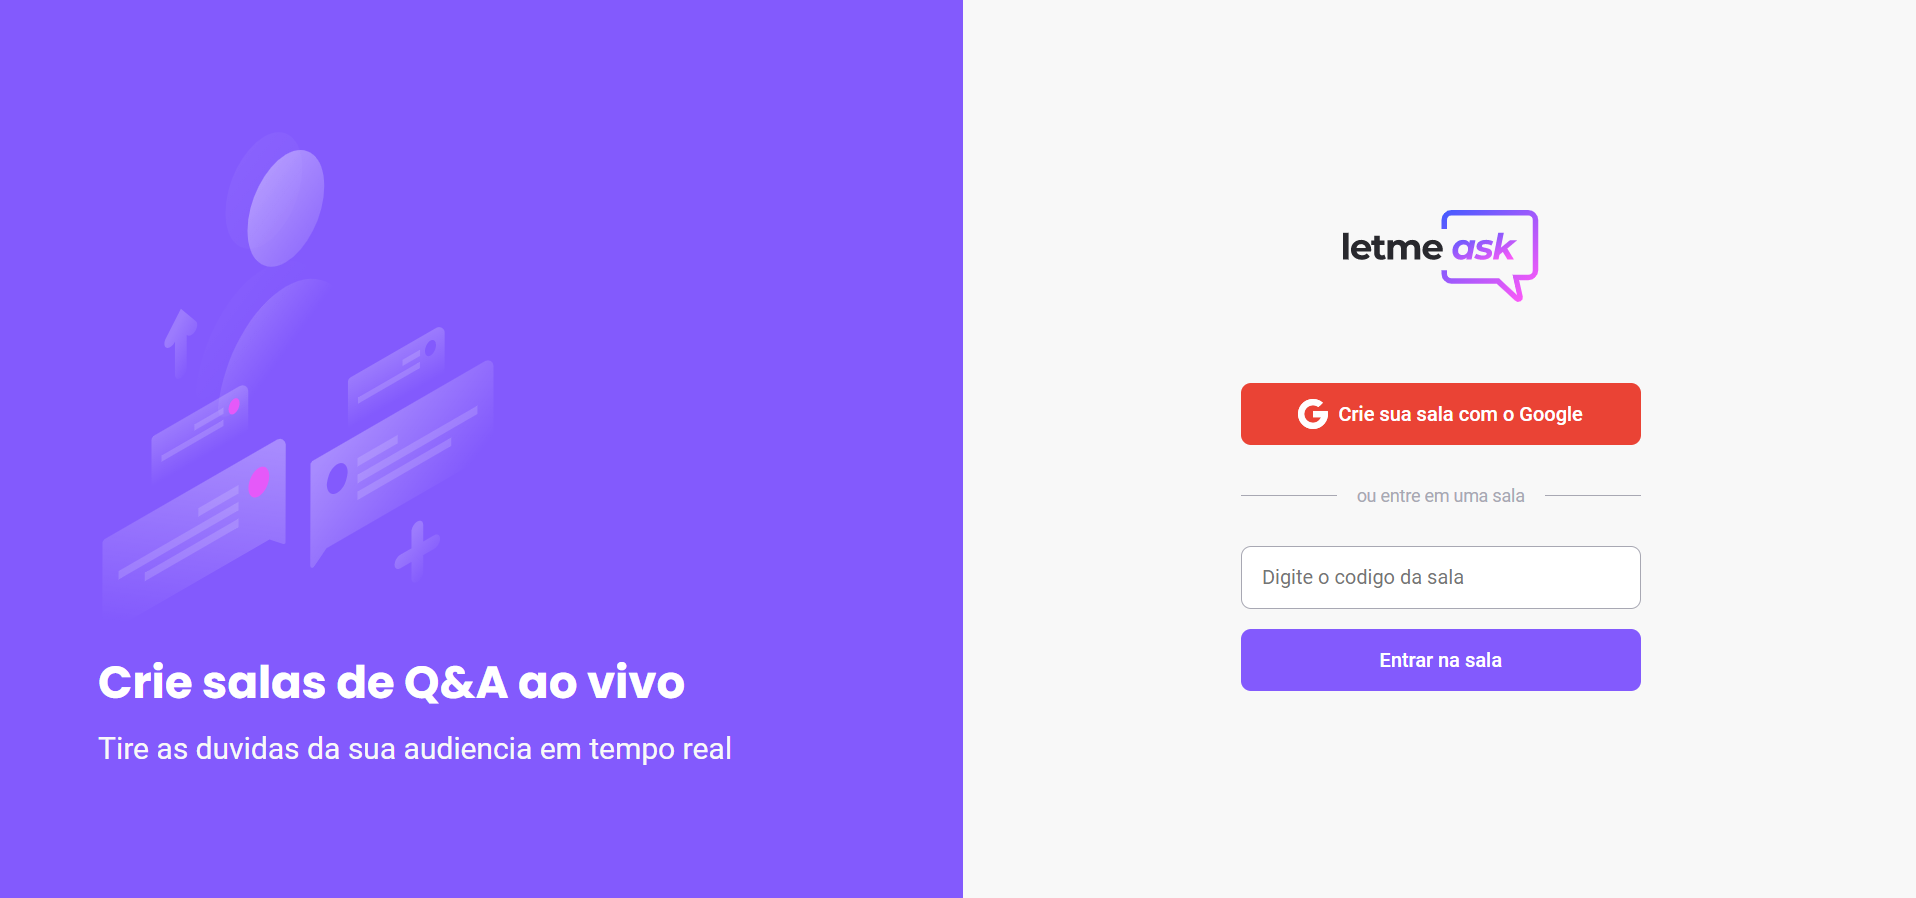 Crie salas de Q&A ao vivo
Tire as duvidas da sua audiencia em tempo real
letme ask
Crie sua sala com o Google
ou entre em uma sala
Digite o codigo da sala
Entrar na sala